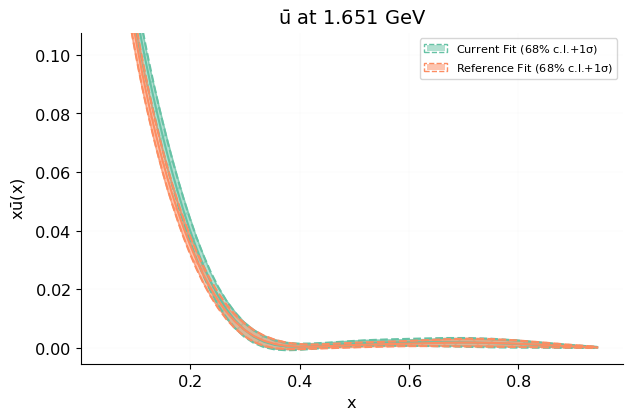 ū at 1.651 GeV
Current Fit (68% c.l.+1σ)
Reference Fit (68% c.l.+1σ)
xū(x)
0.10
0.08
0.06
0.04
0.02
0.00
0.2 0.4 0.6 0.8
x